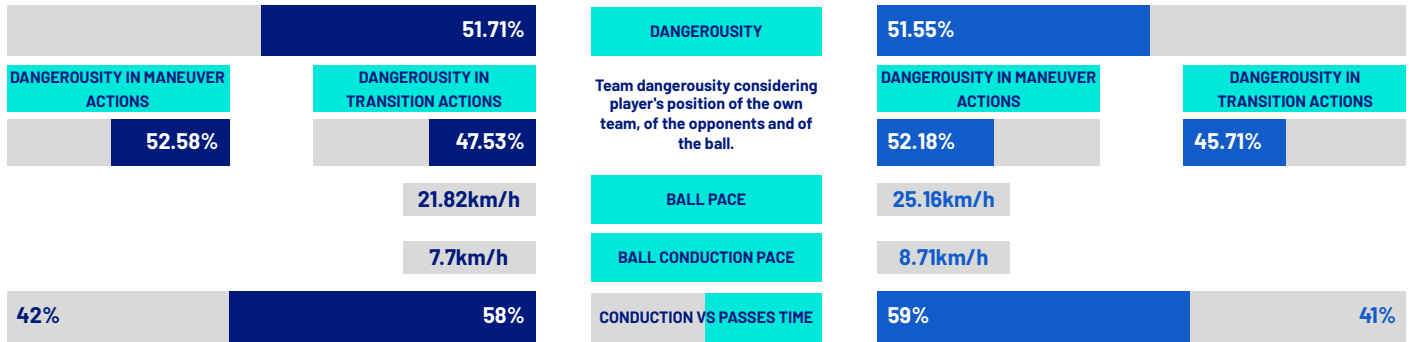 51.71%
DANGEROUSITY
51.55%
DANGEROUSITY IN MANEUVER
ACTIONS
DANGEROUSITY IN
TRANSITION ACTIONS
Team dangerousity considering
player's position of the own
team, of the opponents and of
the ball.
DANGEROUSITY IN MANEUVER
ACTIONS
DANGEROUSITY IN
TRANSITION ACTIONS
52.58%
47.53%
52.18%
45.71%
21.82km/h
BALL PACE
25.16km/h
7.7km/h
BALL CONDUCTION PACE
8.71km/h
42%
58%
CONDUCTION VS PASSES TIME
59%
41%